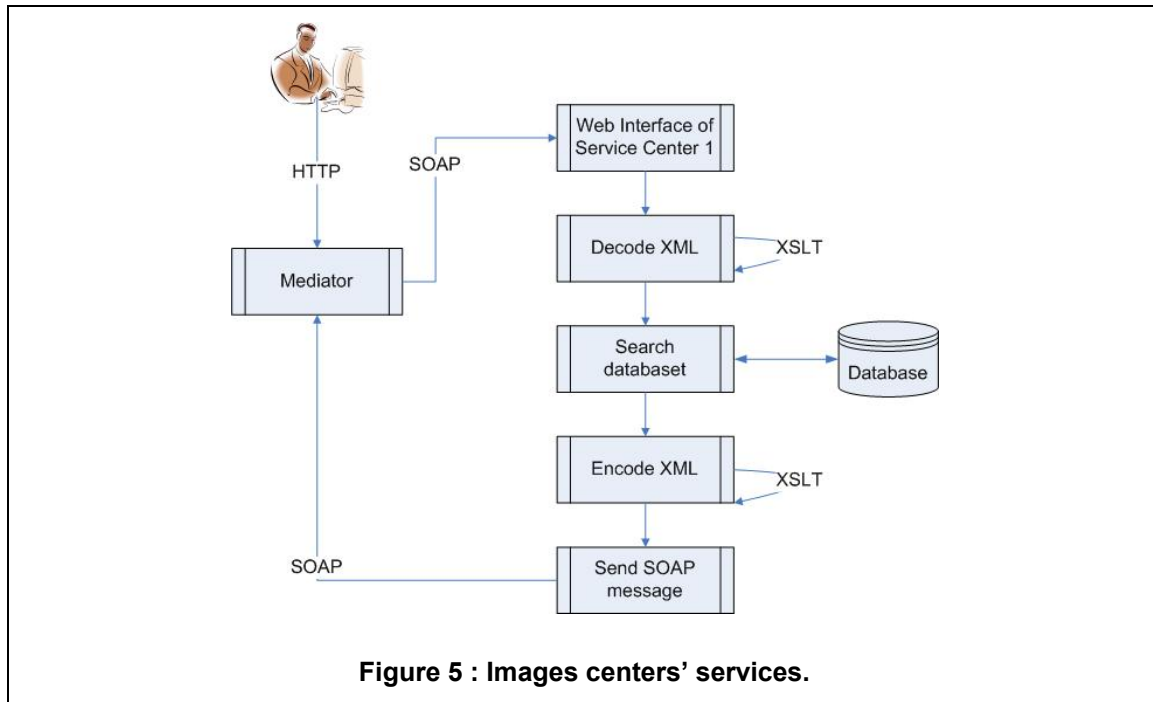 HTTP
SOAP
Web Interface of
Service Center 1
Mediator
Decode XML
XSLT
Search
databaset
Database
Encode XML
XSLT
SOAP
Send SOAP
message
Figure 5 : Images centers’ services.